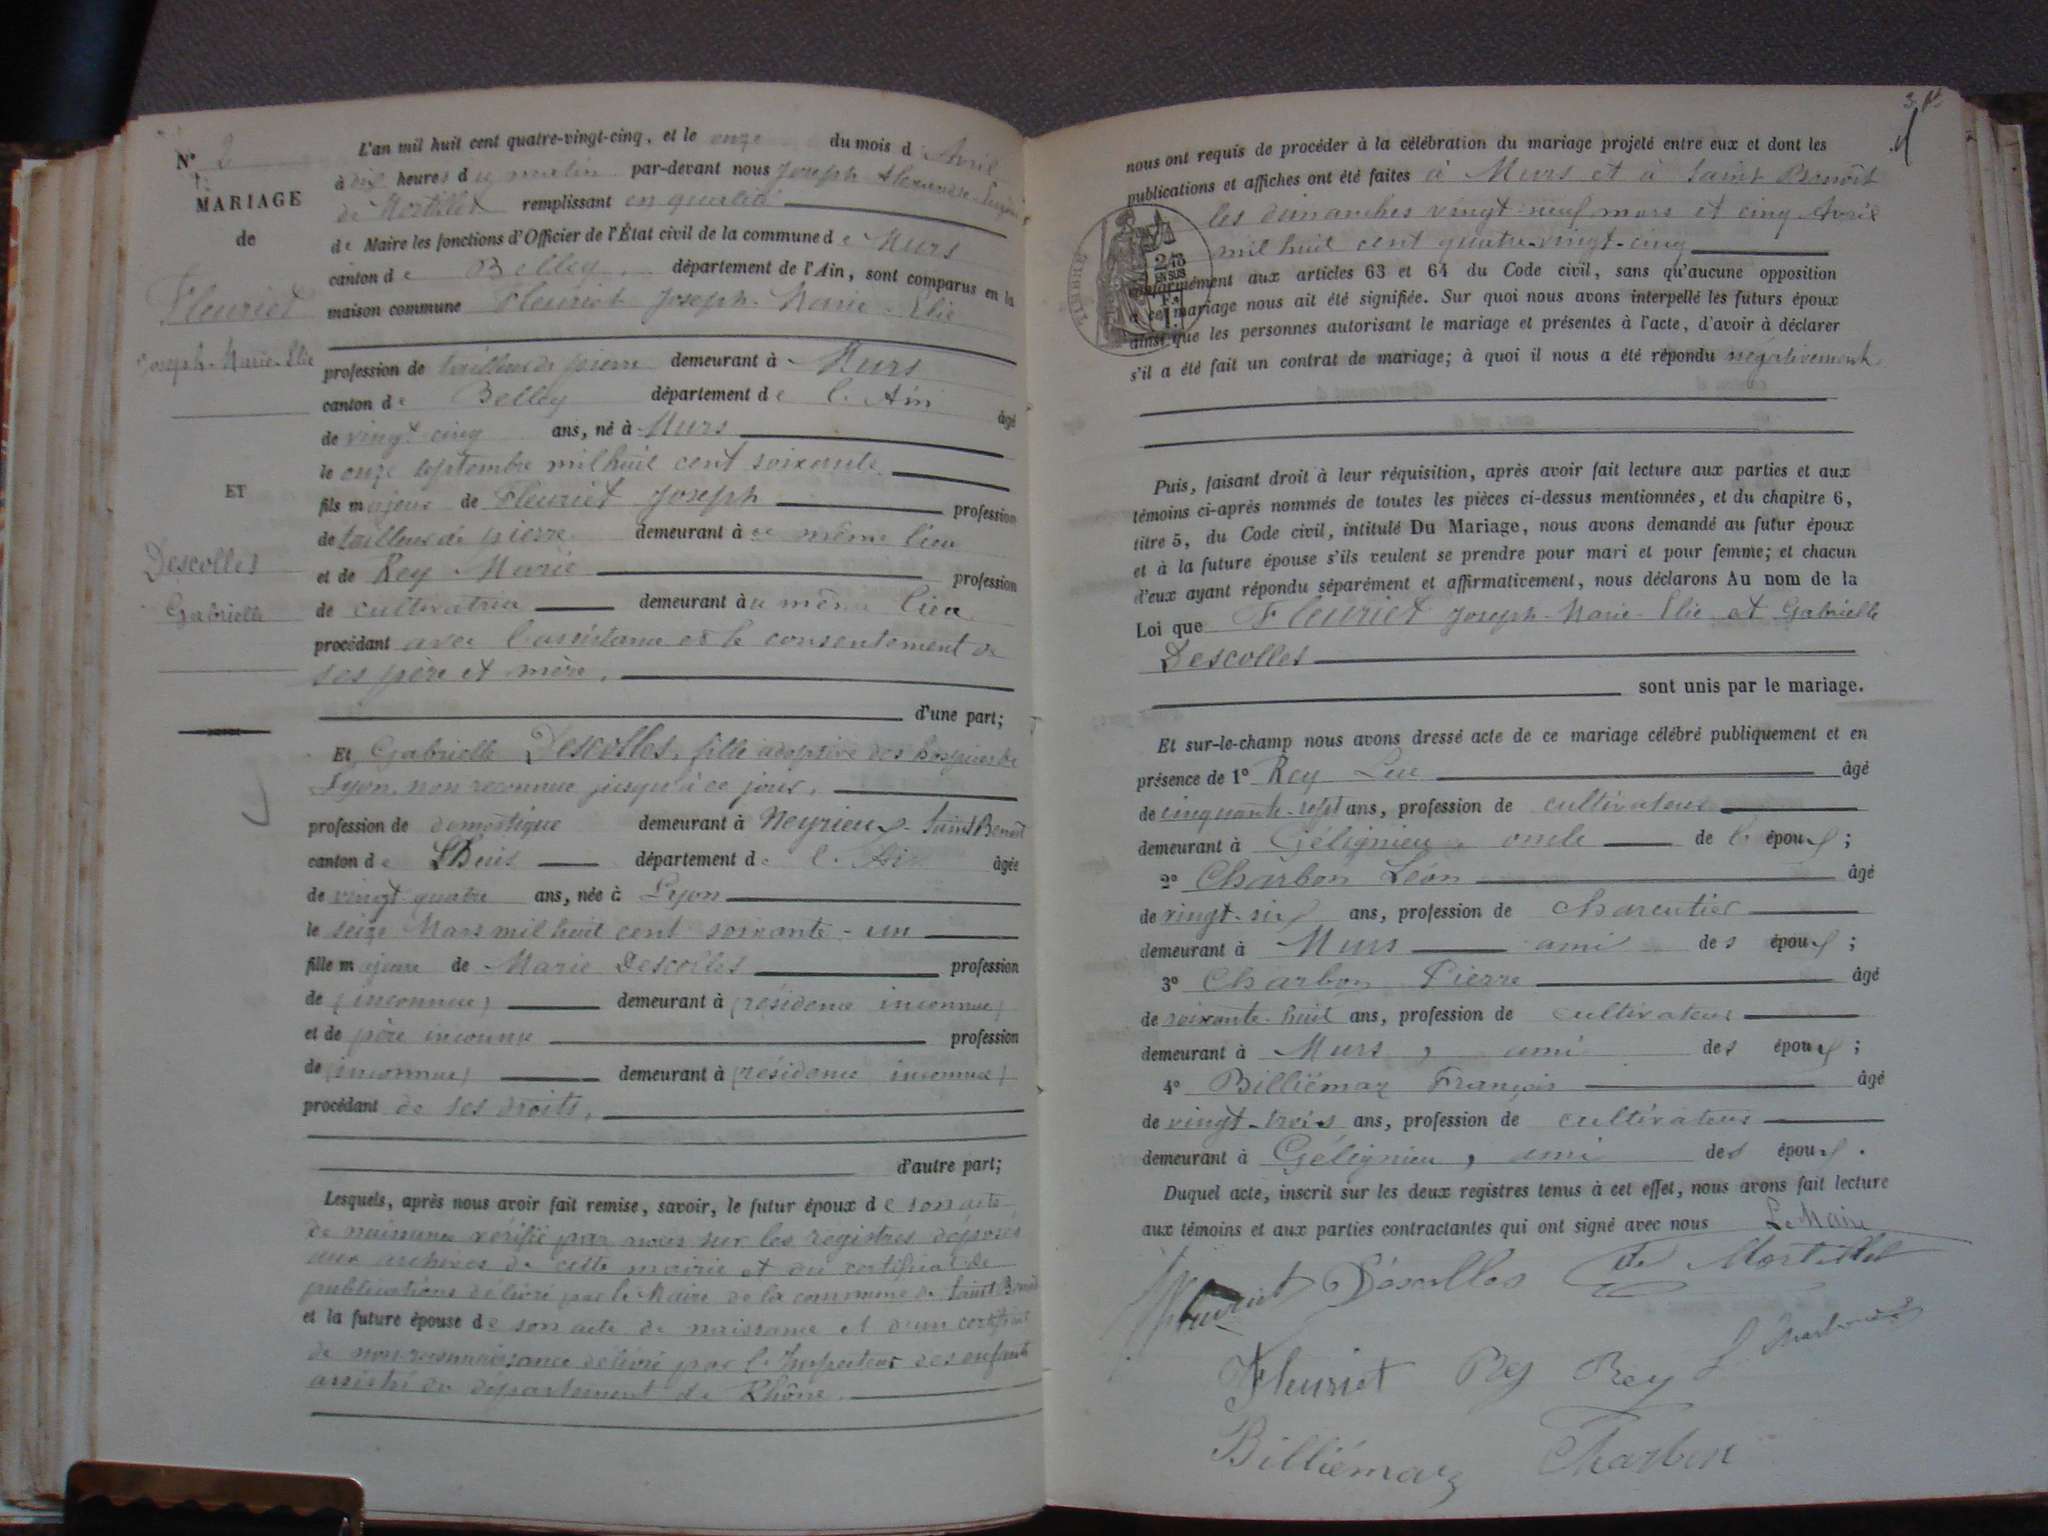 N° 2
MARIAGE
de
Fleuriet
Joseph-Marie-Elie
ET
Descolles
Gabrielle
L'an mil huit cent quatre-vingt-cinq, et le onze du mois d'Avril
à dix heures du matin par-devant nous Joseph Alexandre Eugène
de Mortillet remplissant en qualité
de Maire les fonctions d'Officier de l'État civil de la commune de Murs
canton de Belley, département de l'Ain, sont comparus en la
maison commune Fleuriet Joseph-Marie-Elie
profession de tailleur de pierre demeurant à Murs
canton de Belley département de l'Ain âgé
de vingt-cinq ans, né à Murs
le onze septembre mil huit cent soixante
fils majeur de Fleuriet Joseph profession
de tailleur de pierre demeurant à ce même lieu
et de Rey Marie profession
de cultivatrice demeurant à ce même lieu
procédant avec l'assistance et le consentement de
ses père et mère,
d'une part;
Et Gabrielle Descolles, fille adoptive des hospices de
Lyon, non reconnue jusqu'à ce jour,
profession de domestique demeurant à Neyrieux-Saint Benoît
canton de Lhuis département de l'Ain âgée
de vingt quatre ans, née à Lyon
le seize Mars mil huit cent soixante-un
fille majeure de Marie Descolles profession
de (inconnue) demeurant à (résidence inconnue)
et de père inconnu profession
de (inconnue) demeurant à (résidence inconnue)
procédant de ses droits,
d'autre part;
Lesquels, après nous avoir fait remise, savoir, le futur époux de son acte
de naissance vérifié par nous sur les registres déposés
aux archives de cette mairie et du certificat de
publications délivré par le Maire de la commune de Saint Benoît
et la future épouse de son acte de naissance et d'un certificat
de non reconnaissance délivré par l'Inspecteur des enfants
assistés du département du Rhône.
nous ont requis de procéder à la célébration du mariage projeté entre eux et dont les
publications et affiches ont été faites à Murs et à Saint Benoît
les dimanches vingt-neuf mars et cinq Avril
mil huit cent quatre-vingt-cinq
TIMBRE
2/10 EN SUS
conformément aux articles 63 et 64 du Code civil, sans qu'aucune opposition
à ce mariage nous ait été signifiée. Sur quoi nous avons interpellé les futurs époux
ainsi que les personnes autorisant le mariage et présentes à l'acte, d'avoir à déclarer
s'il a été fait un contrat de mariage; à quoi il nous a été répondu négativement
Puis, faisant droit à leur réquisition, après avoir fait lecture aux parties et aux
témoins ci-après nommés de toutes les pièces ci-dessus mentionnées, et du chapitre 6,
titre 5, du Code civil, intitulé Du Mariage, nous avons demandé au futur époux
et à la future épouse s'ils veulent se prendre pour mari et pour femme; et chacun
d'eux ayant répondu séparément et affirmativement, nous déclarons Au nom de la
Loi que Fleuriet Joseph-Marie-Elie et Gabrielle
Descolles
sont unis par le mariage.
Et sur-le-champ nous avons dressé acte de ce mariage célébré publiquement et en
présence de 1° Rey Luc âgé
de cinquante-sept ans, profession de cultivateur
demeurant à Gélignieu, oncle de l'époux;
2° Charbon Léon âgé
de vingt-six ans, profession de charcutier
demeurant à Murs ami des époux;
3° Charbon Pierre âgé
de soixante-huit ans, profession de cultivateur
demeurant à Murs, ami des époux;
4° Billiémaz François âgé
de vingt-trois ans, profession de cultivateur
demeurant à Gélignieu, ami des époux.
Duquel acte, inscrit sur les deux registres tenus à cet effet, nous avons fait lecture
aux témoins et aux parties contractantes qui ont signé avec nous Le Maire
Fleuriet Déscolles de Mortillet
Fleuriet Rey Rey L Charbon
Billiémaz Charbon